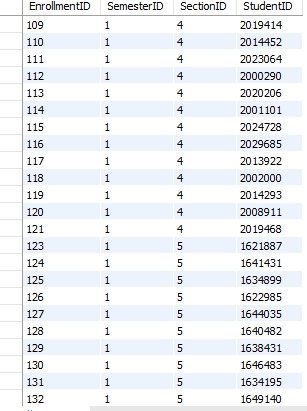 EnrollmentID SemesterID SectionID StudentID
109 1 4 2019414
110 1 4 2014452
111 1 4 2023064
112 1 4 2000290
113 1 4 2020206
114 1 4 2001101
115 1 4 2024728
116 1 4 2029685
117 1 4 2013922
118 1 4 2002000
119 1 4 2014293
120 1 4 2008911
121 1 4 2019468
123 1 5 1621887
124 1 5 1641431
125 1 5 1634899
126 1 5 1622985
127 1 5 1644035
128 1 5 1640482
129 1 5 1638431
130 1 5 1646483
131 1 5 1634195
132 1 5 1649140